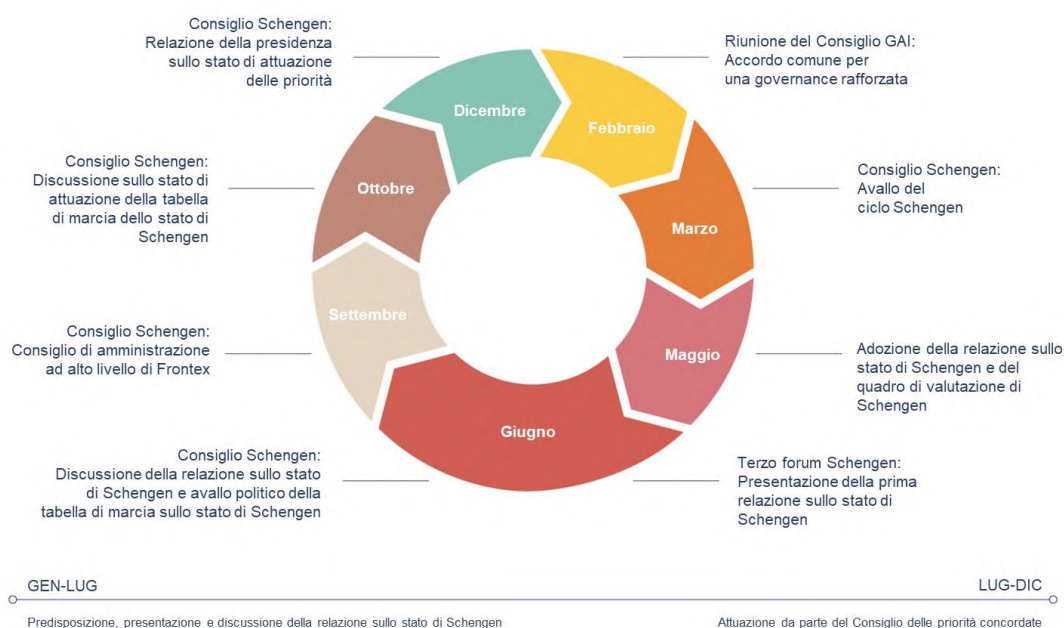 Consiglio Schengen:
Relazione della presidenza
sullo stato di attuazione
delle priorità
Dicembre
Riunione del Consiglio GAI:
Accordo comune per
una governance rafforzata
Febbraio
Consiglio Schengen:
Discussione sullo stato di
attuazione della tabella
di marcia dello stato di
Schengen
Ottobre
Consiglio Schengen:
Avallo del
ciclo Schengen
Marzo
Consiglio Schengen:
Consiglio di amministrazione
ad alto livello di Frontex
Settembre
Maggio
Adozione della relazione sullo
stato di Schengen e del
quadro di valutazione di
Schengen
Consiglio Schengen:
Discussione della relazione sullo stato
di Schengen e avallo politico della
tabella di marcia sullo stato di Schengen
Giugno
Terzo forum Schengen:
Presentazione della prima
relazione sullo stato di
Schengen
GEN-LUG
LUG-DIC
Predisposizione, presentazione e discussione della relazione sullo stato di Schengen
Attuazione da parte del Consiglio delle priorità concordate